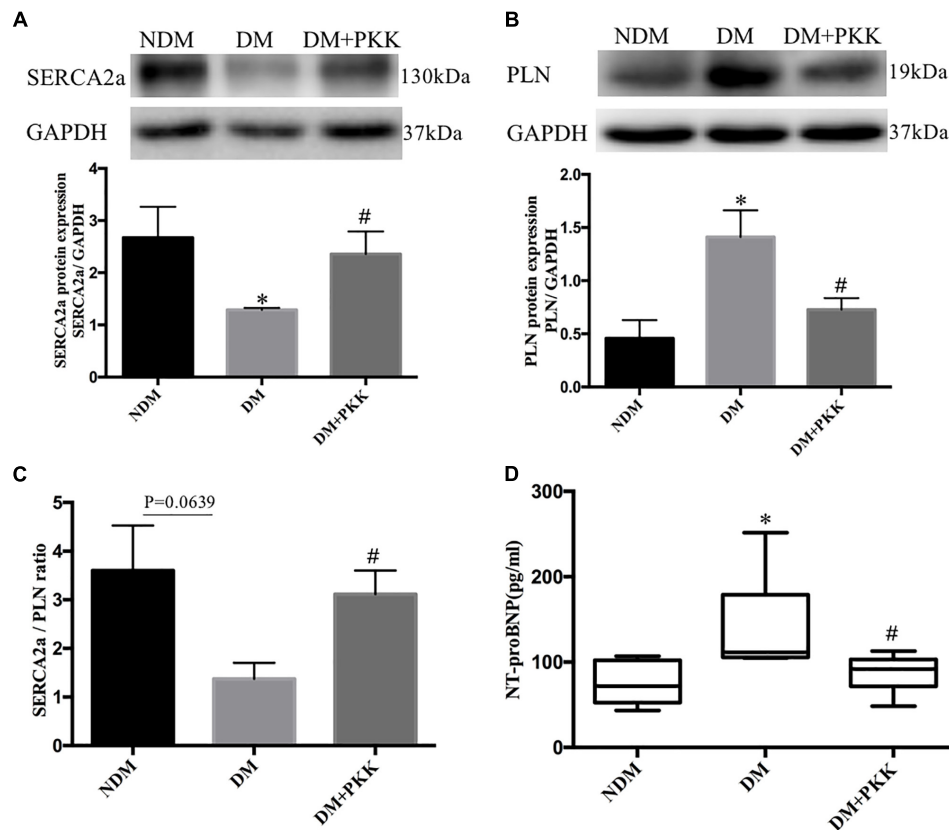 A
NDM DM DM+PKK
SERCA2a 130kDa
GAPDH 37kDa
SERCA2a protein expression
SERCA2a/ GAPDH
4
3
2
1
0
#
*
NDM DM DM+PKK
B
NDM DM DM+PKK
PLN 19kDa
GAPDH 37kDa
PLN protein expression
PLN/ GAPDH
2.0
1.5
1.0
0.5
0.0
*
#
NDM DM DM+PKK
C
SERCA2a / PLN ratio
5
4
3
2
1
0
P=0.0639
#
NDM DM DM+PKK
D
NT-proBNP(pg/ml)
300
200
100
0
*
#
NDM DM DM+PKK